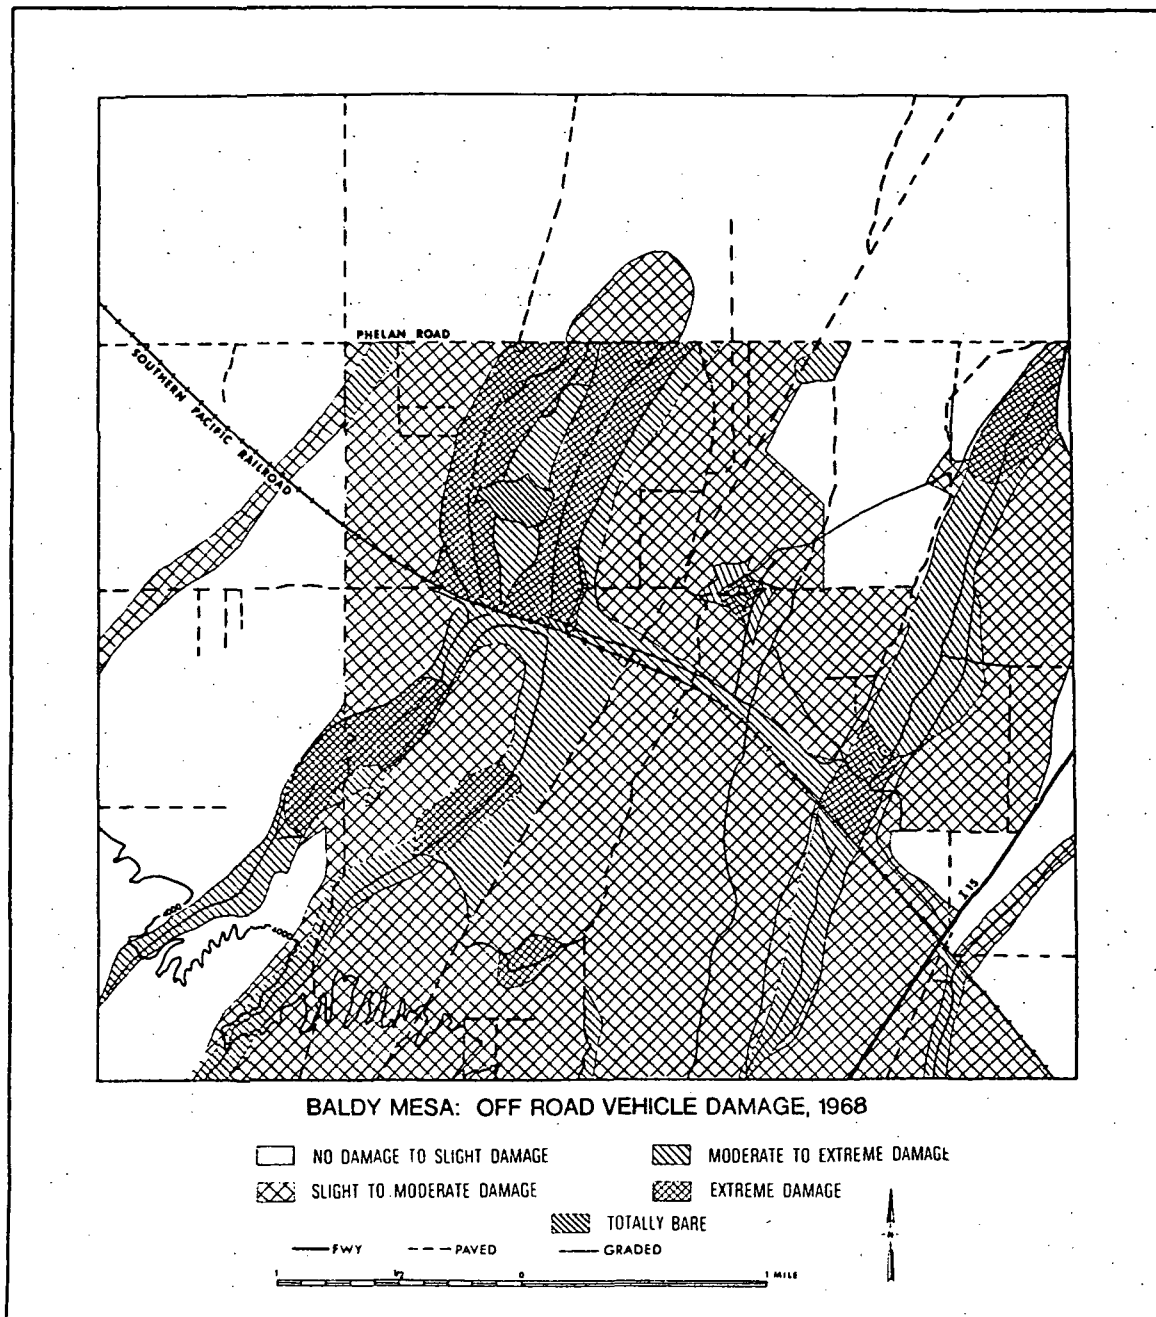 PHELAN ROAD
SOUTHERN PACIFIC RAILROAD
I 15
4000
4000
BALDY MESA: OFF ROAD VEHICLE DAMAGE, 1968
NO DAMAGE TO SLIGHT DAMAGE
MODERATE TO EXTREME DAMAGE
SLIGHT TO MODERATE DAMAGE
EXTREME DAMAGE
TOTALLY BARE
FWY PAVED GRADED
N
1 ½ 0 1 MILE